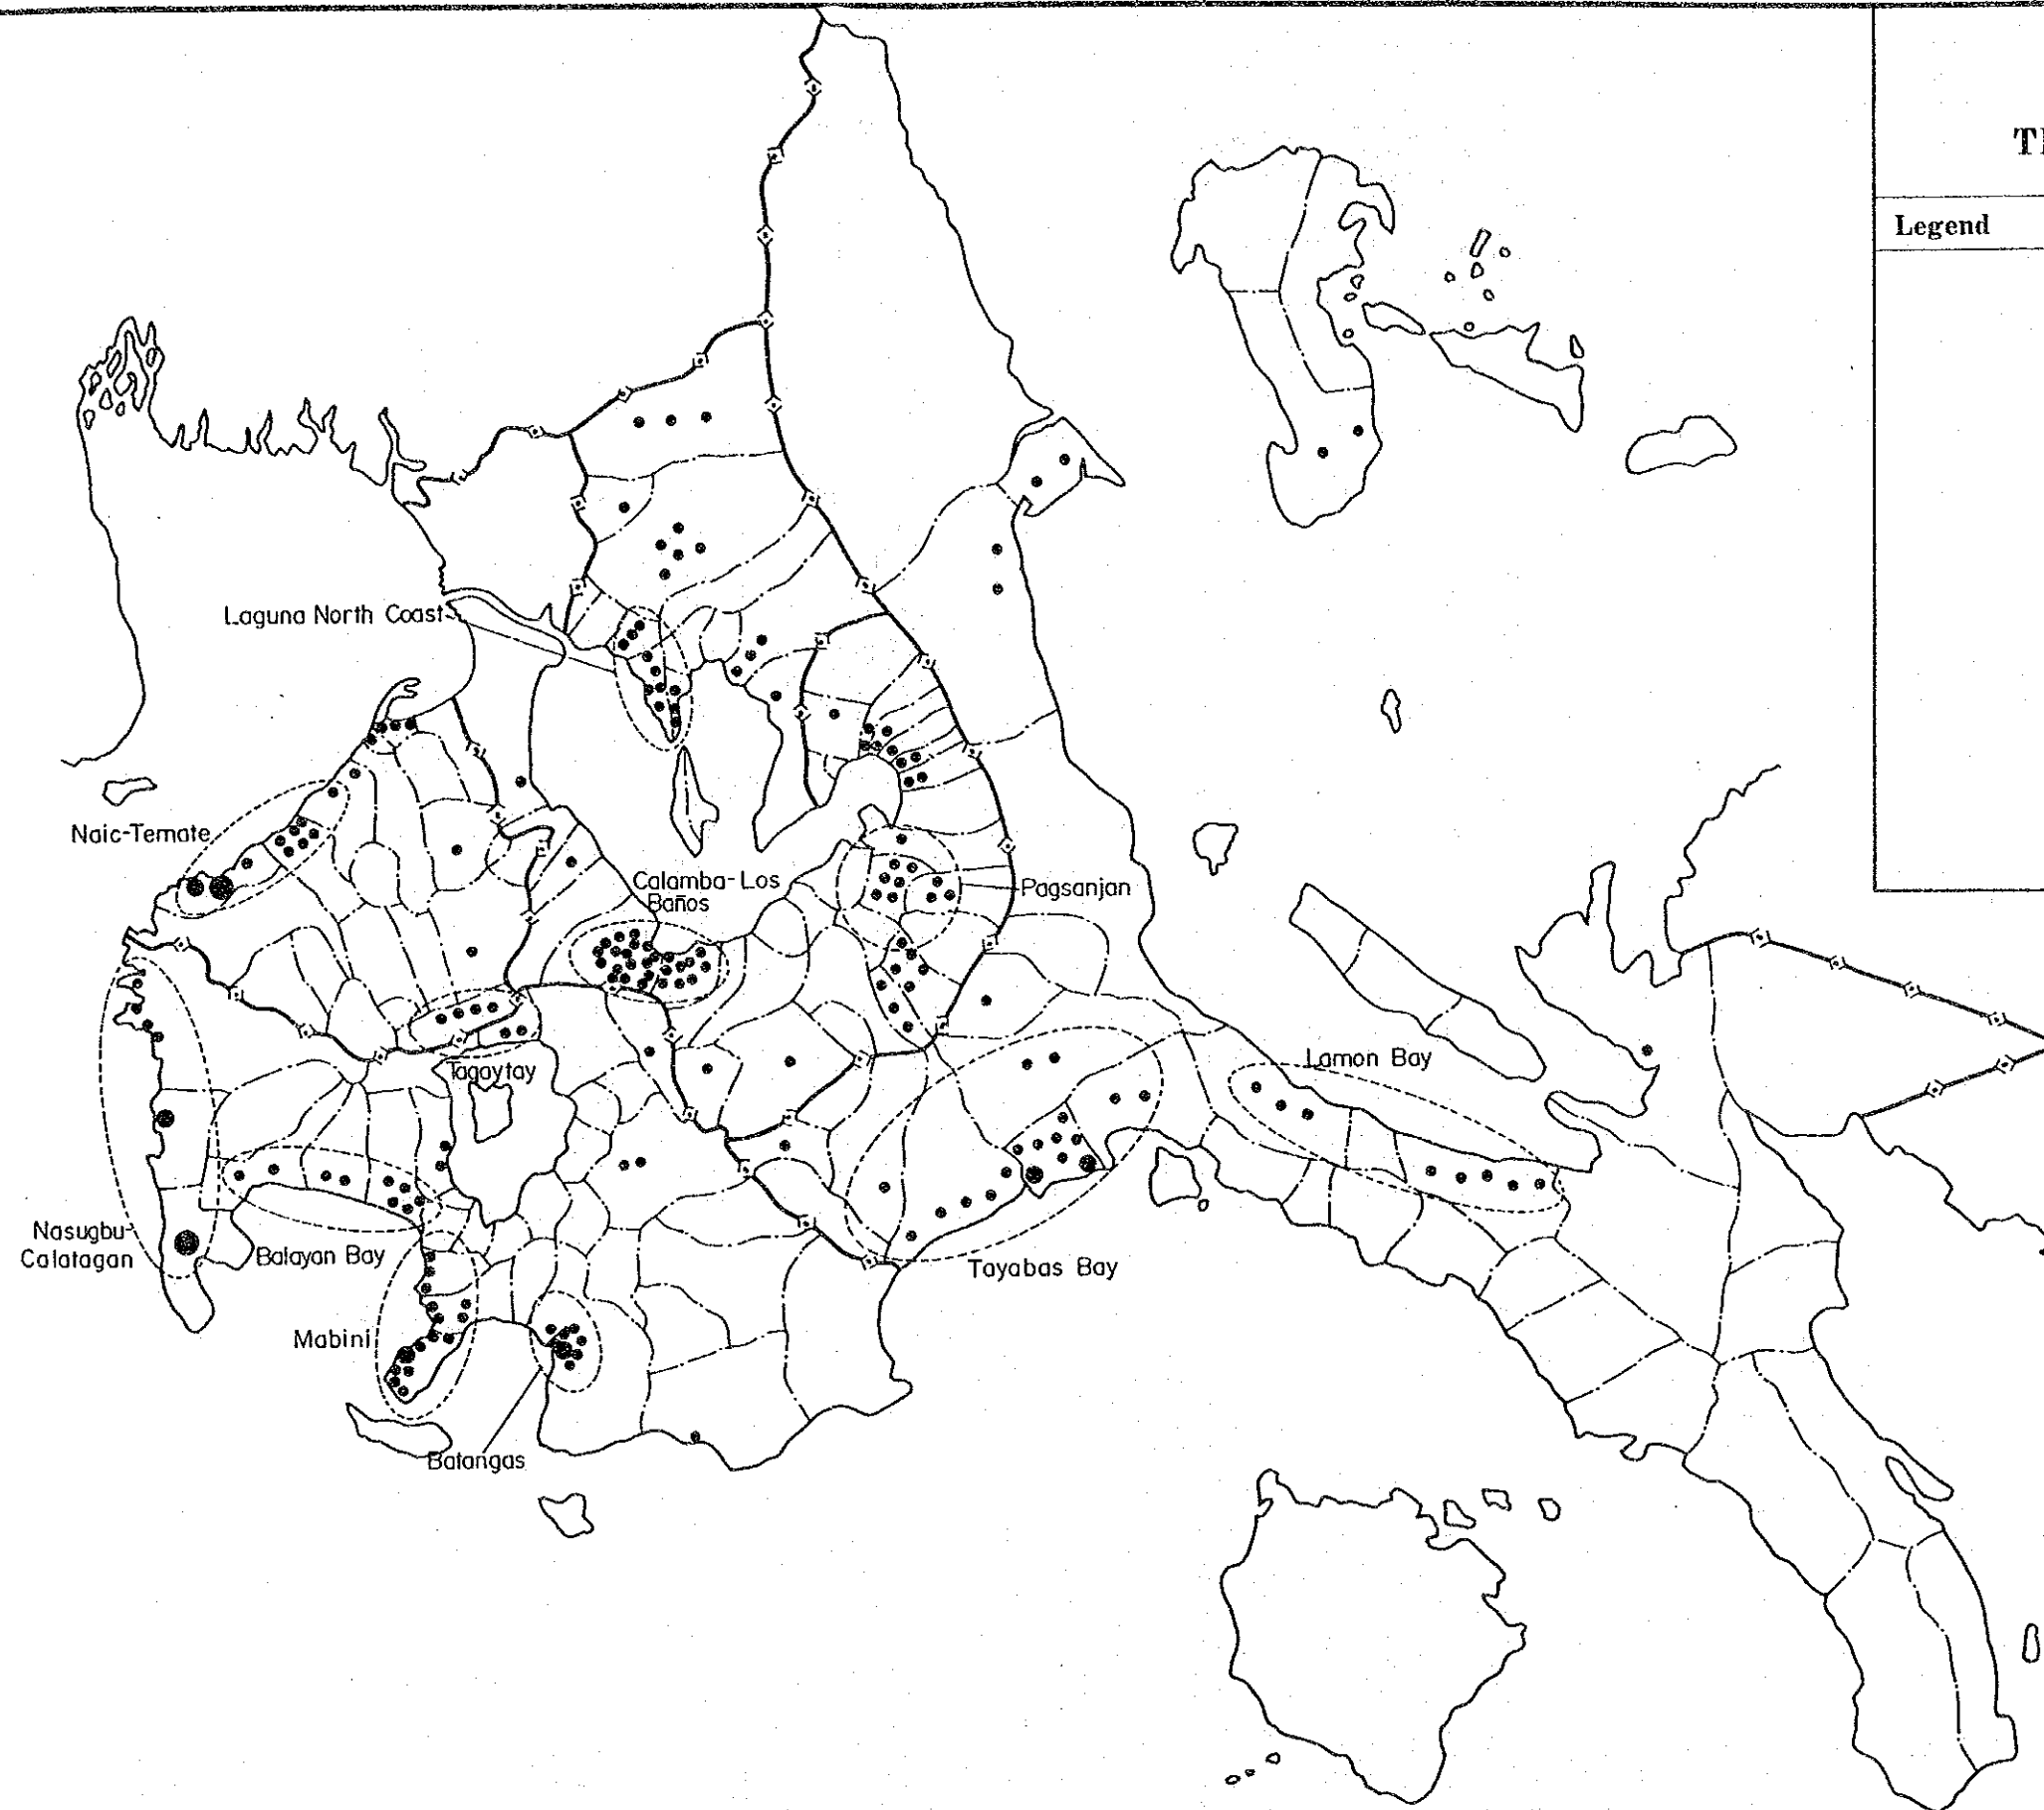 Legend
Laguna North Coast
Naic-Ternate
Calamba-Los
Baños
Pagsanjan
Lamon Bay
Tagaytay
Nasugbu-
Calatagan
Balayan Bay
Tayabas Bay
Mabini
Batangas